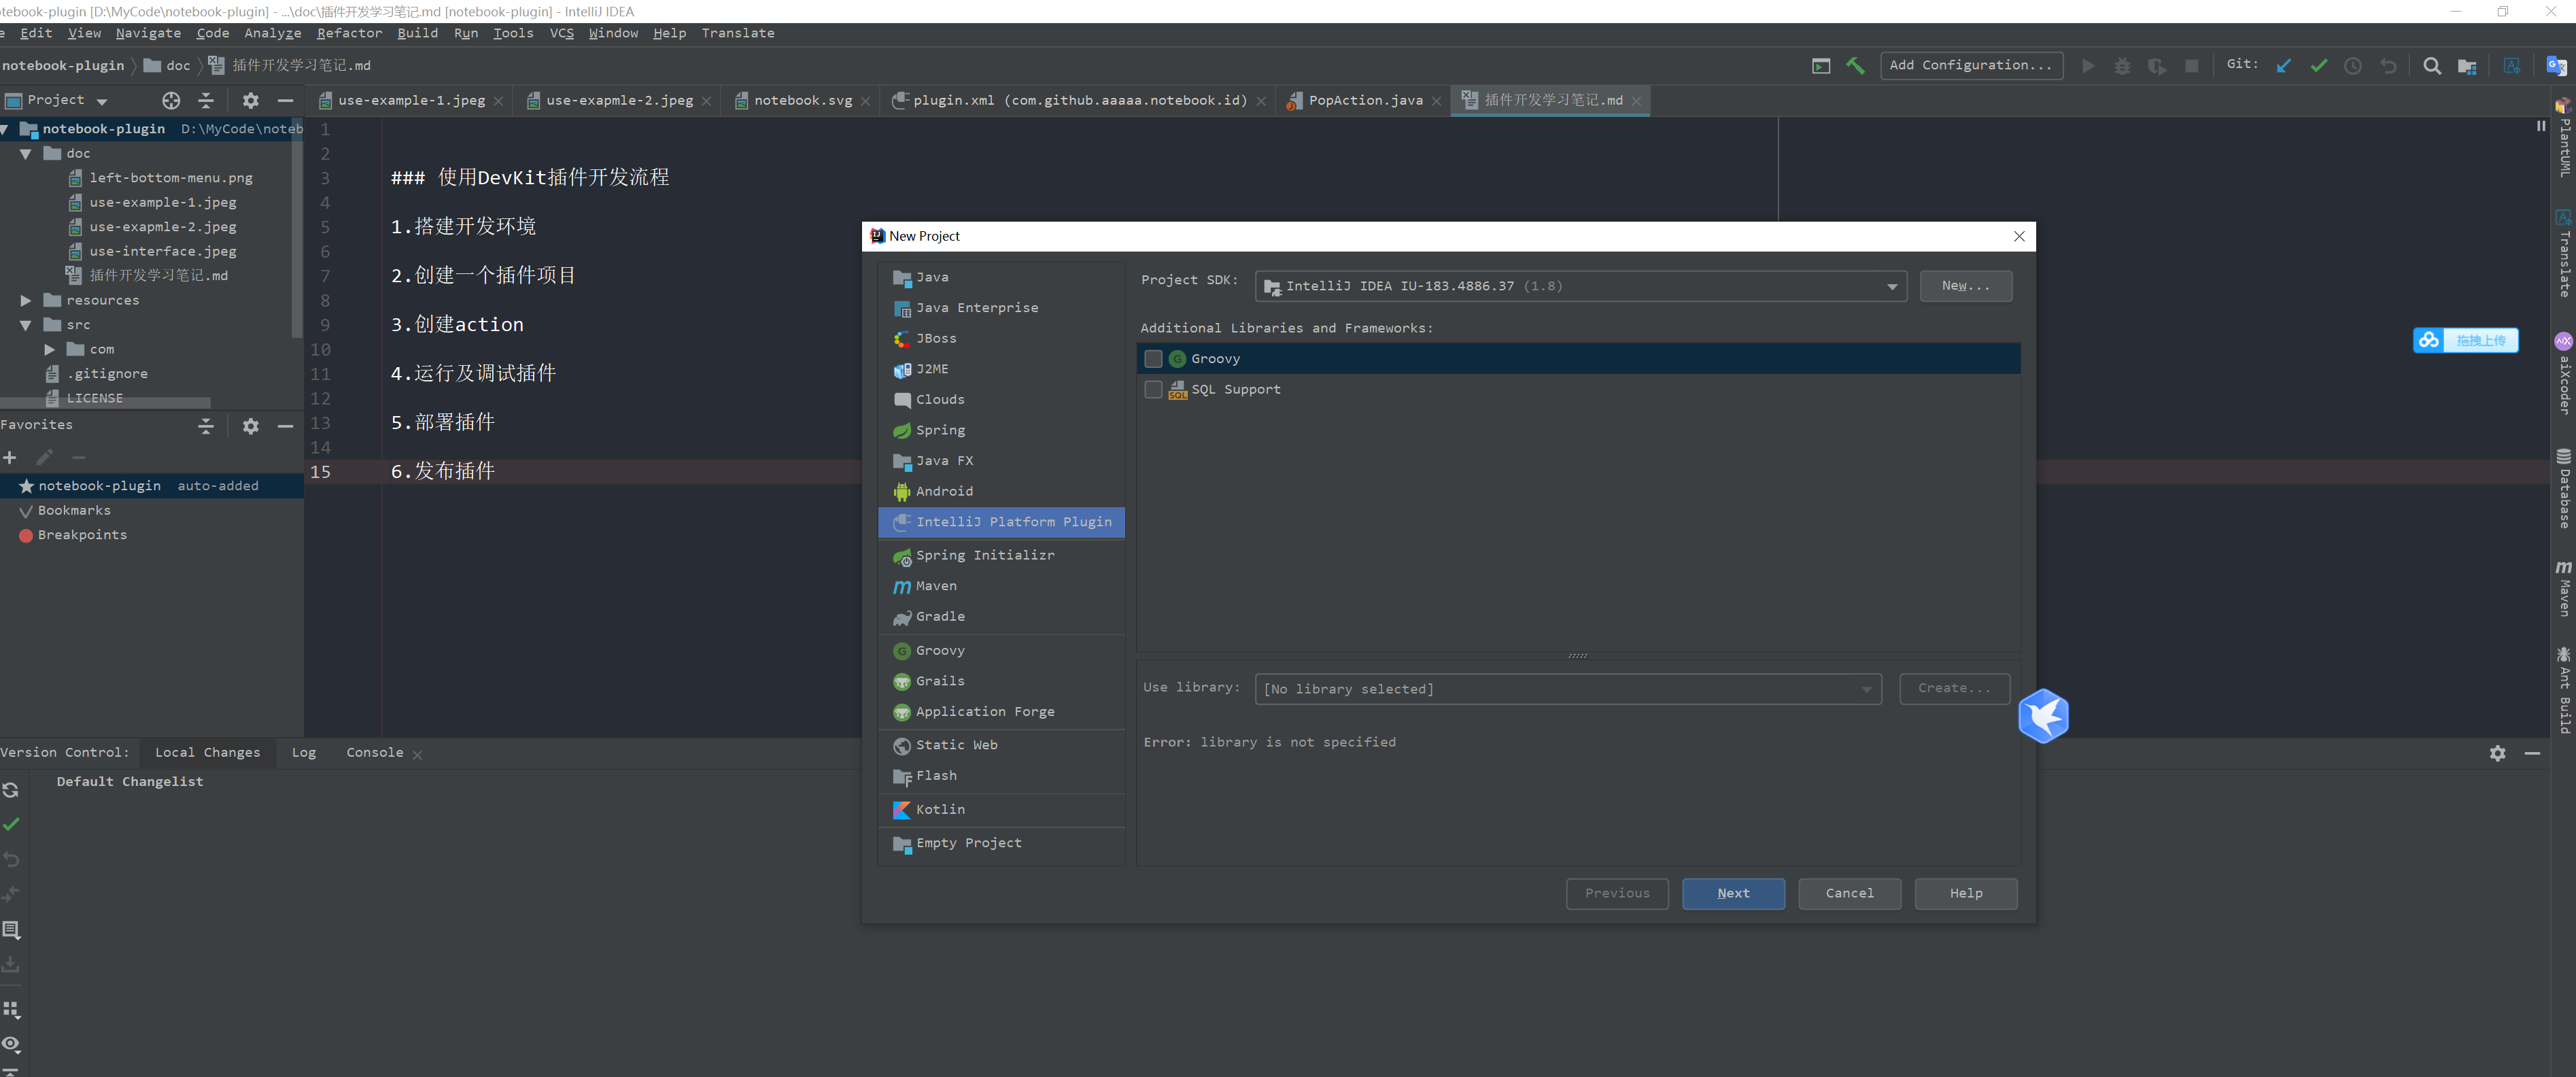 tebook-plugin [D:\MyCode\notebook-plugin] - ...\doc\插件开发学习笔记.md [notebook-plugin] - IntelliJ IDEA
e Edit View Navigate Code Analyze Refactor Build Run Tools VCS Window Help Translate
notebook-plugin doc 插件开发学习笔记.md
Add Configuration...
Git:
Project
use-example-1.jpeg
use-exapmle-2.jpeg
notebook.svg
plugin.xml (com.github.aaaaa.notebook.id)
PopAction.java
插件开发学习笔记.md
notebook-plugin D:\MyCode\noteb
doc
left-bottom-menu.png
use-example-1.jpeg
use-exapmle-2.jpeg
use-interface.jpeg
插件开发学习笔记.md
resources
src
com
.gitignore
LICENSE
Favorites
notebook-plugin auto-added
Bookmarks
Breakpoints
1
2
3 ### 使用DevKit插件开发流程
4
5 1.搭建开发环境
6
7 2.创建一个插件项目
8
9 3.创建action
10
11 4.运行及调试插件
12
13 5.部署插件
14
15 6.发布插件
New Project
Java
Java Enterprise
JBoss
J2ME
Clouds
Spring
Java FX
Android
IntelliJ Platform Plugin
Spring Initializr
Maven
Gradle
Groovy
Grails
Application Forge
Static Web
Flash
Kotlin
Empty Project
Project SDK: IntelliJ IDEA IU-183.4886.37 (1.8) New...
Additional Libraries and Frameworks:
Groovy
SQL Support
Use library: [No library selected] Create...
Error: library is not specified
Previous Next Cancel Help
拖拽上传
PlantUML
Translate
aiXcoder
Database
Maven
Ant Build
Version Control: Local Changes Log Console
Default Changelist